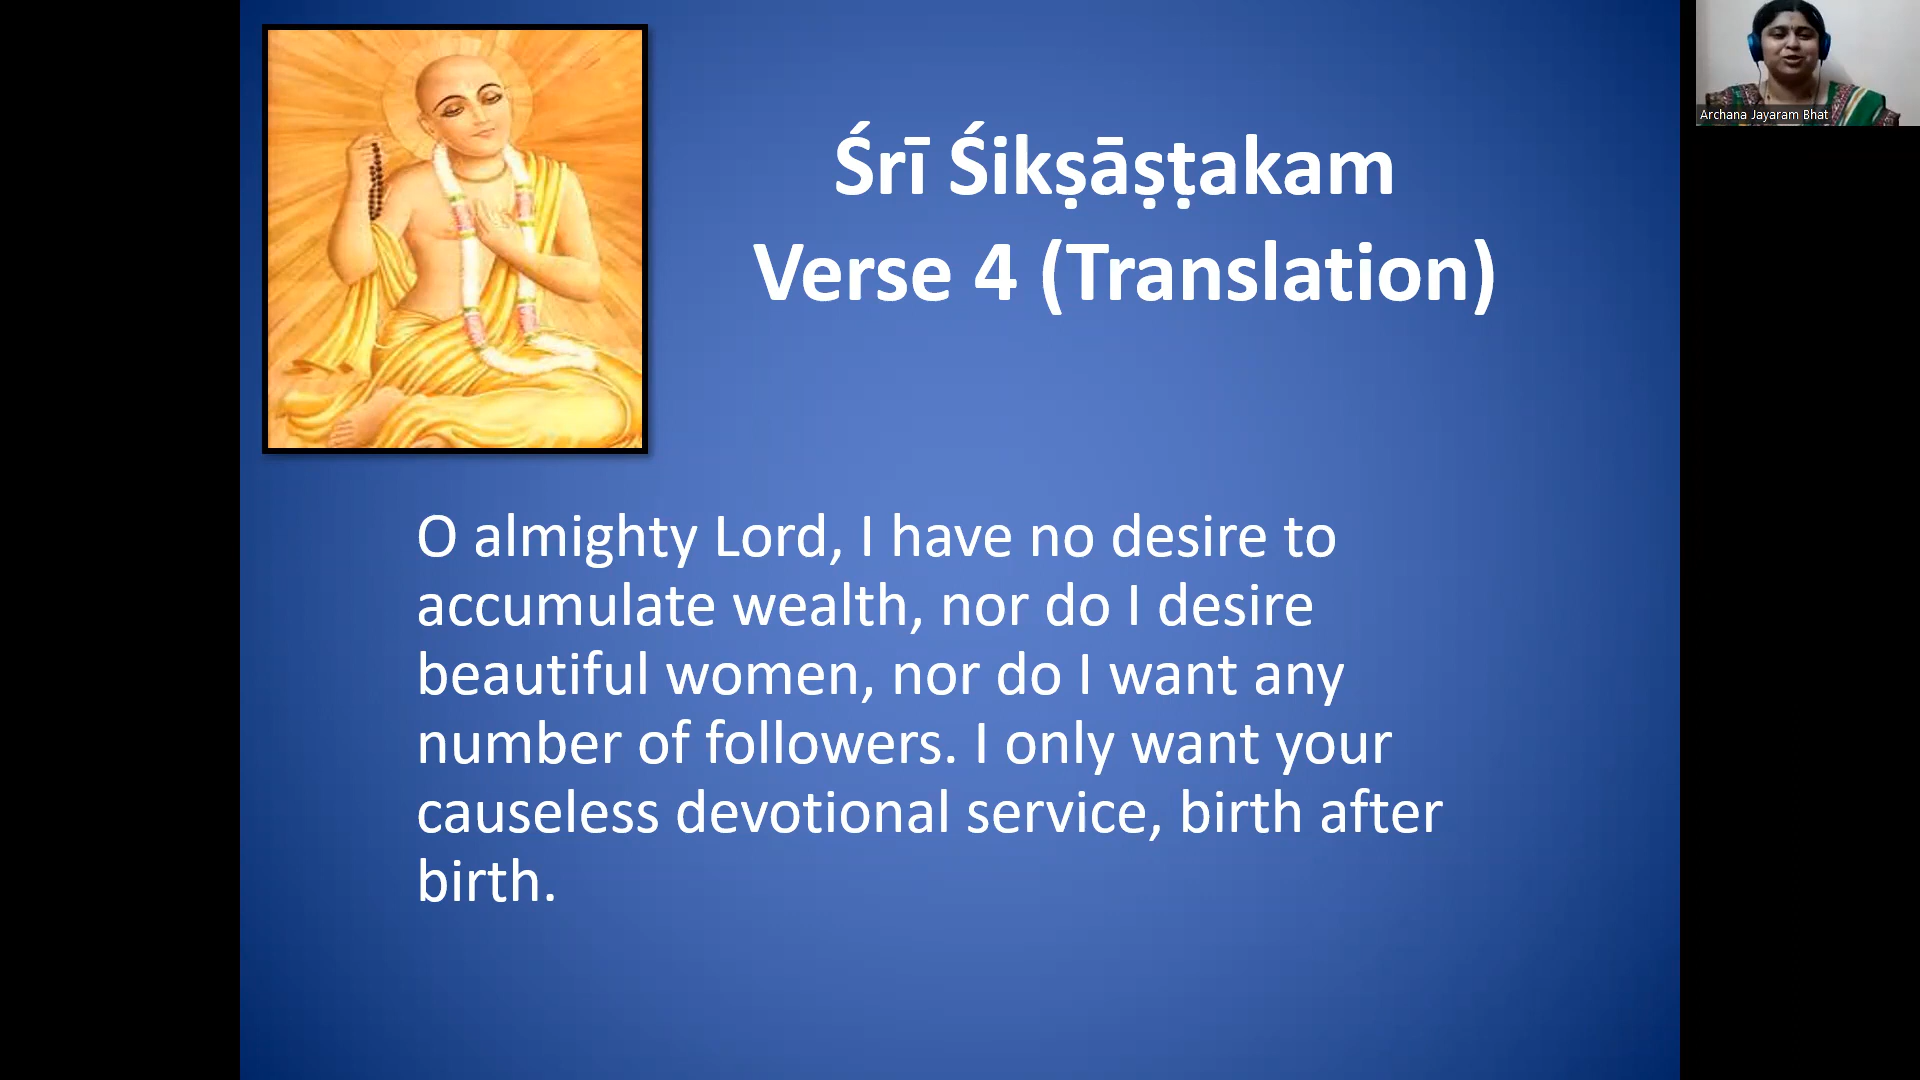 Śrī Śikṣāṣṭakam
Verse 4 (Translation)
O almighty Lord, I have no desire to
accumulate wealth, nor do I desire
beautiful women, nor do I want any
number of followers. I only want your
causeless devotional service, birth after
birth.
Archana Jayaram Bhat